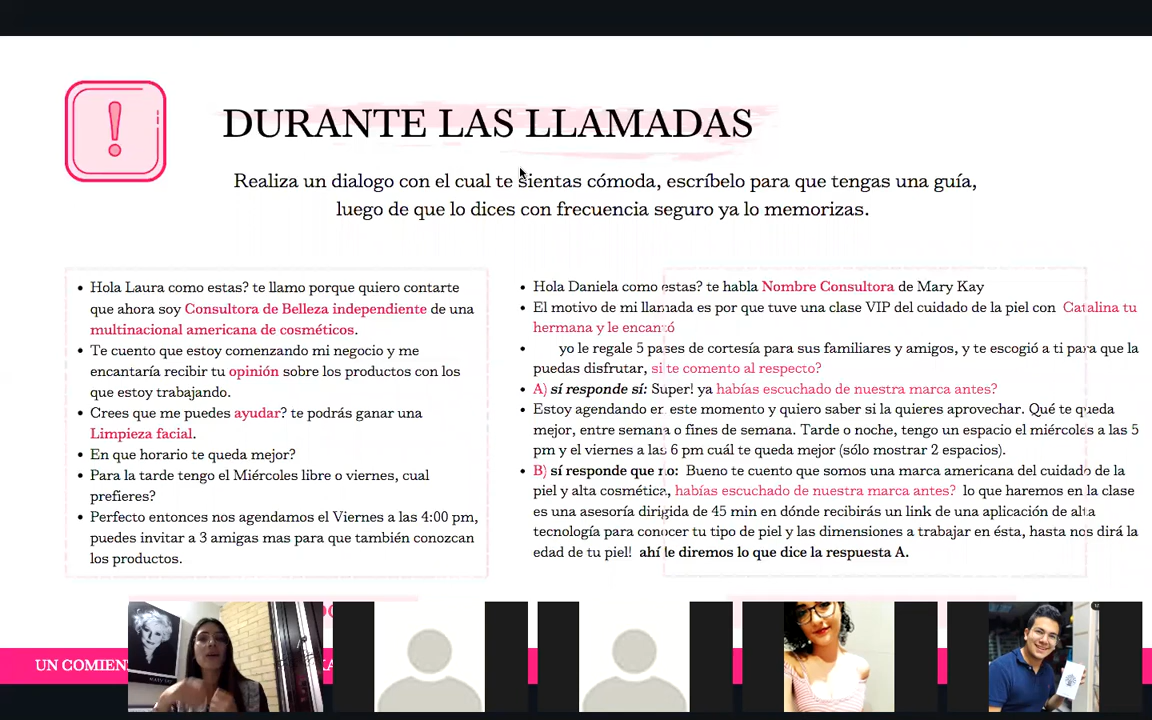 DURANTE LAS LLAMADAS
Realiza un dialogo con el cual te sientas cómoda, escríbelo para que tengas una guía,
luego de que lo dices con frecuencia seguro ya lo memorizas.
• Hola Laura como estas? te llamo porque quiero contarte
que ahora soy Consultora de Belleza independiente de una
multinacional americana de cosméticos.
• Te cuento que estoy comenzando mi negocio y me
encantaría recibir tu opinión sobre los productos con los
que estoy trabajando.
• Crees que me puedes ayudar? te podrás ganar una
Limpieza facial.
• En que horario te queda mejor?
• Para la tarde tengo el Miércoles libre o viernes, cual
prefieres?
• Perfecto entonces nos agendamos el Viernes a las 4:00 pm,
puedes invitar a 3 amigas mas para que también conozcan
los productos.
• Hola Daniela como estas? te habla Nombre Consultora de Mary Kay
• El motivo de mi llamada es por que tuve una clase VIP del cuidado de la piel con Catalina tu
hermana y le encantó
• yo le regale 5 pases de cortesía para sus familiares y amigos, y te escogió a ti para que la
puedas disfrutar, si te comento al respecto?
• A) sí responde sí: Super! ya habías escuchado de nuestra marca antes?
• Estoy agendando en este momento y quiero saber si la quieres aprovechar. Qué te queda
mejor, entre semana o fines de semana. Tarde o noche, tengo un espacio el miércoles a las 5
pm y el viernes a las 6 pm cuál te queda mejor (sólo mostrar 2 espacios).
• B) sí responde que no: Bueno te cuento que somos una marca americana del cuidado de la
piel y alta cosmética, habías escuchado de nuestra marca antes? lo que haremos en la clase
es una asesoría dirigida de 45 min en dónde recibirás un link de una aplicación de alta
tecnología para conocer tu tipo de piel y las dimensiones a trabajar en ésta, hasta nos dirá la
edad de tu piel! ahí le diremos lo que dice la respuesta A.
UN COMIEN